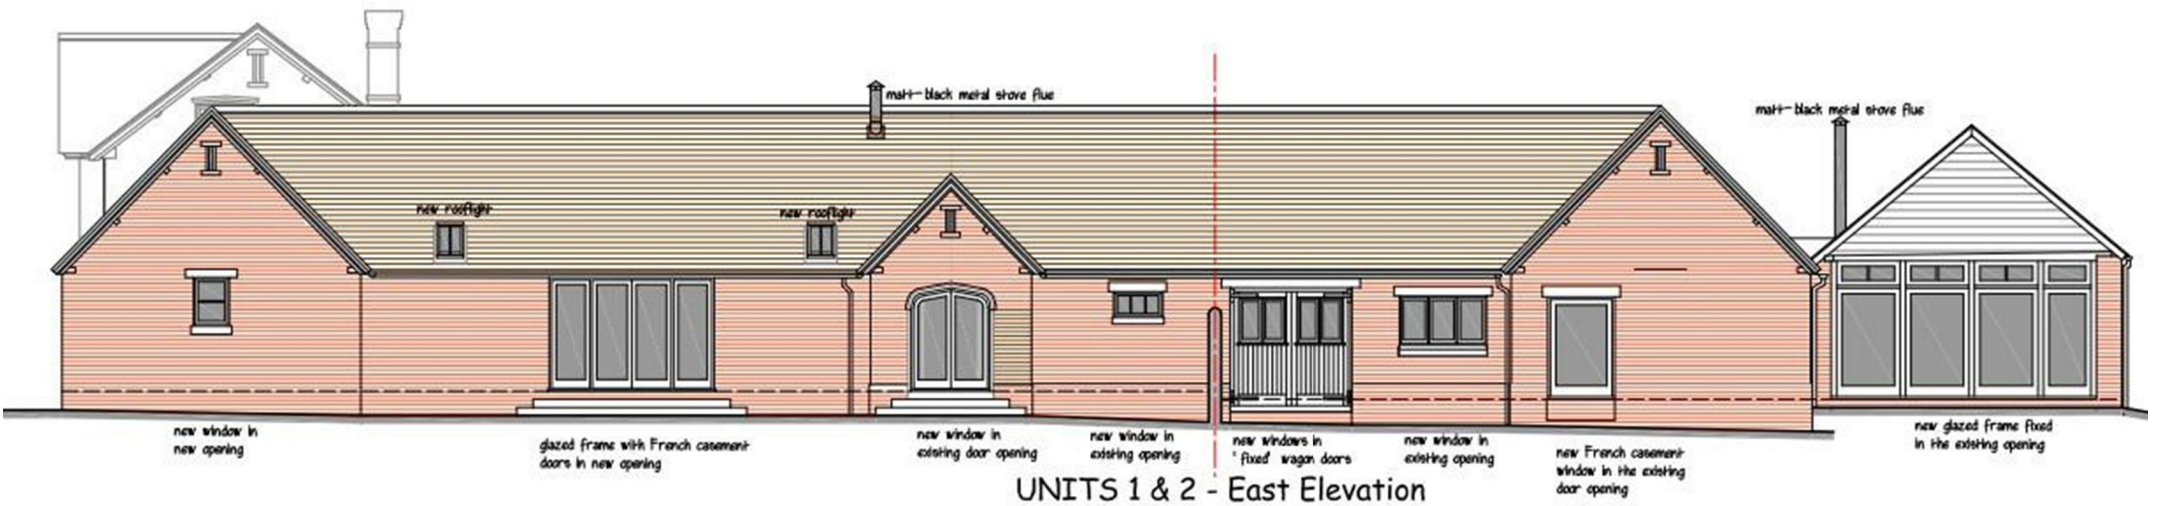 matt-black metal stove flue
matt-black metal stove flue
new rooflight
new rooflight
new window in
new opening
glazed frame with French casement
doors in new opening
new window in
existing door opening
new window in
existing opening
new windows in
'fixed' wagon doors
new window in
existing opening
new French casement
window in the existing
door opening
new glazed frame fixed
in the existing opening
UNITS 1 & 2 - East Elevation